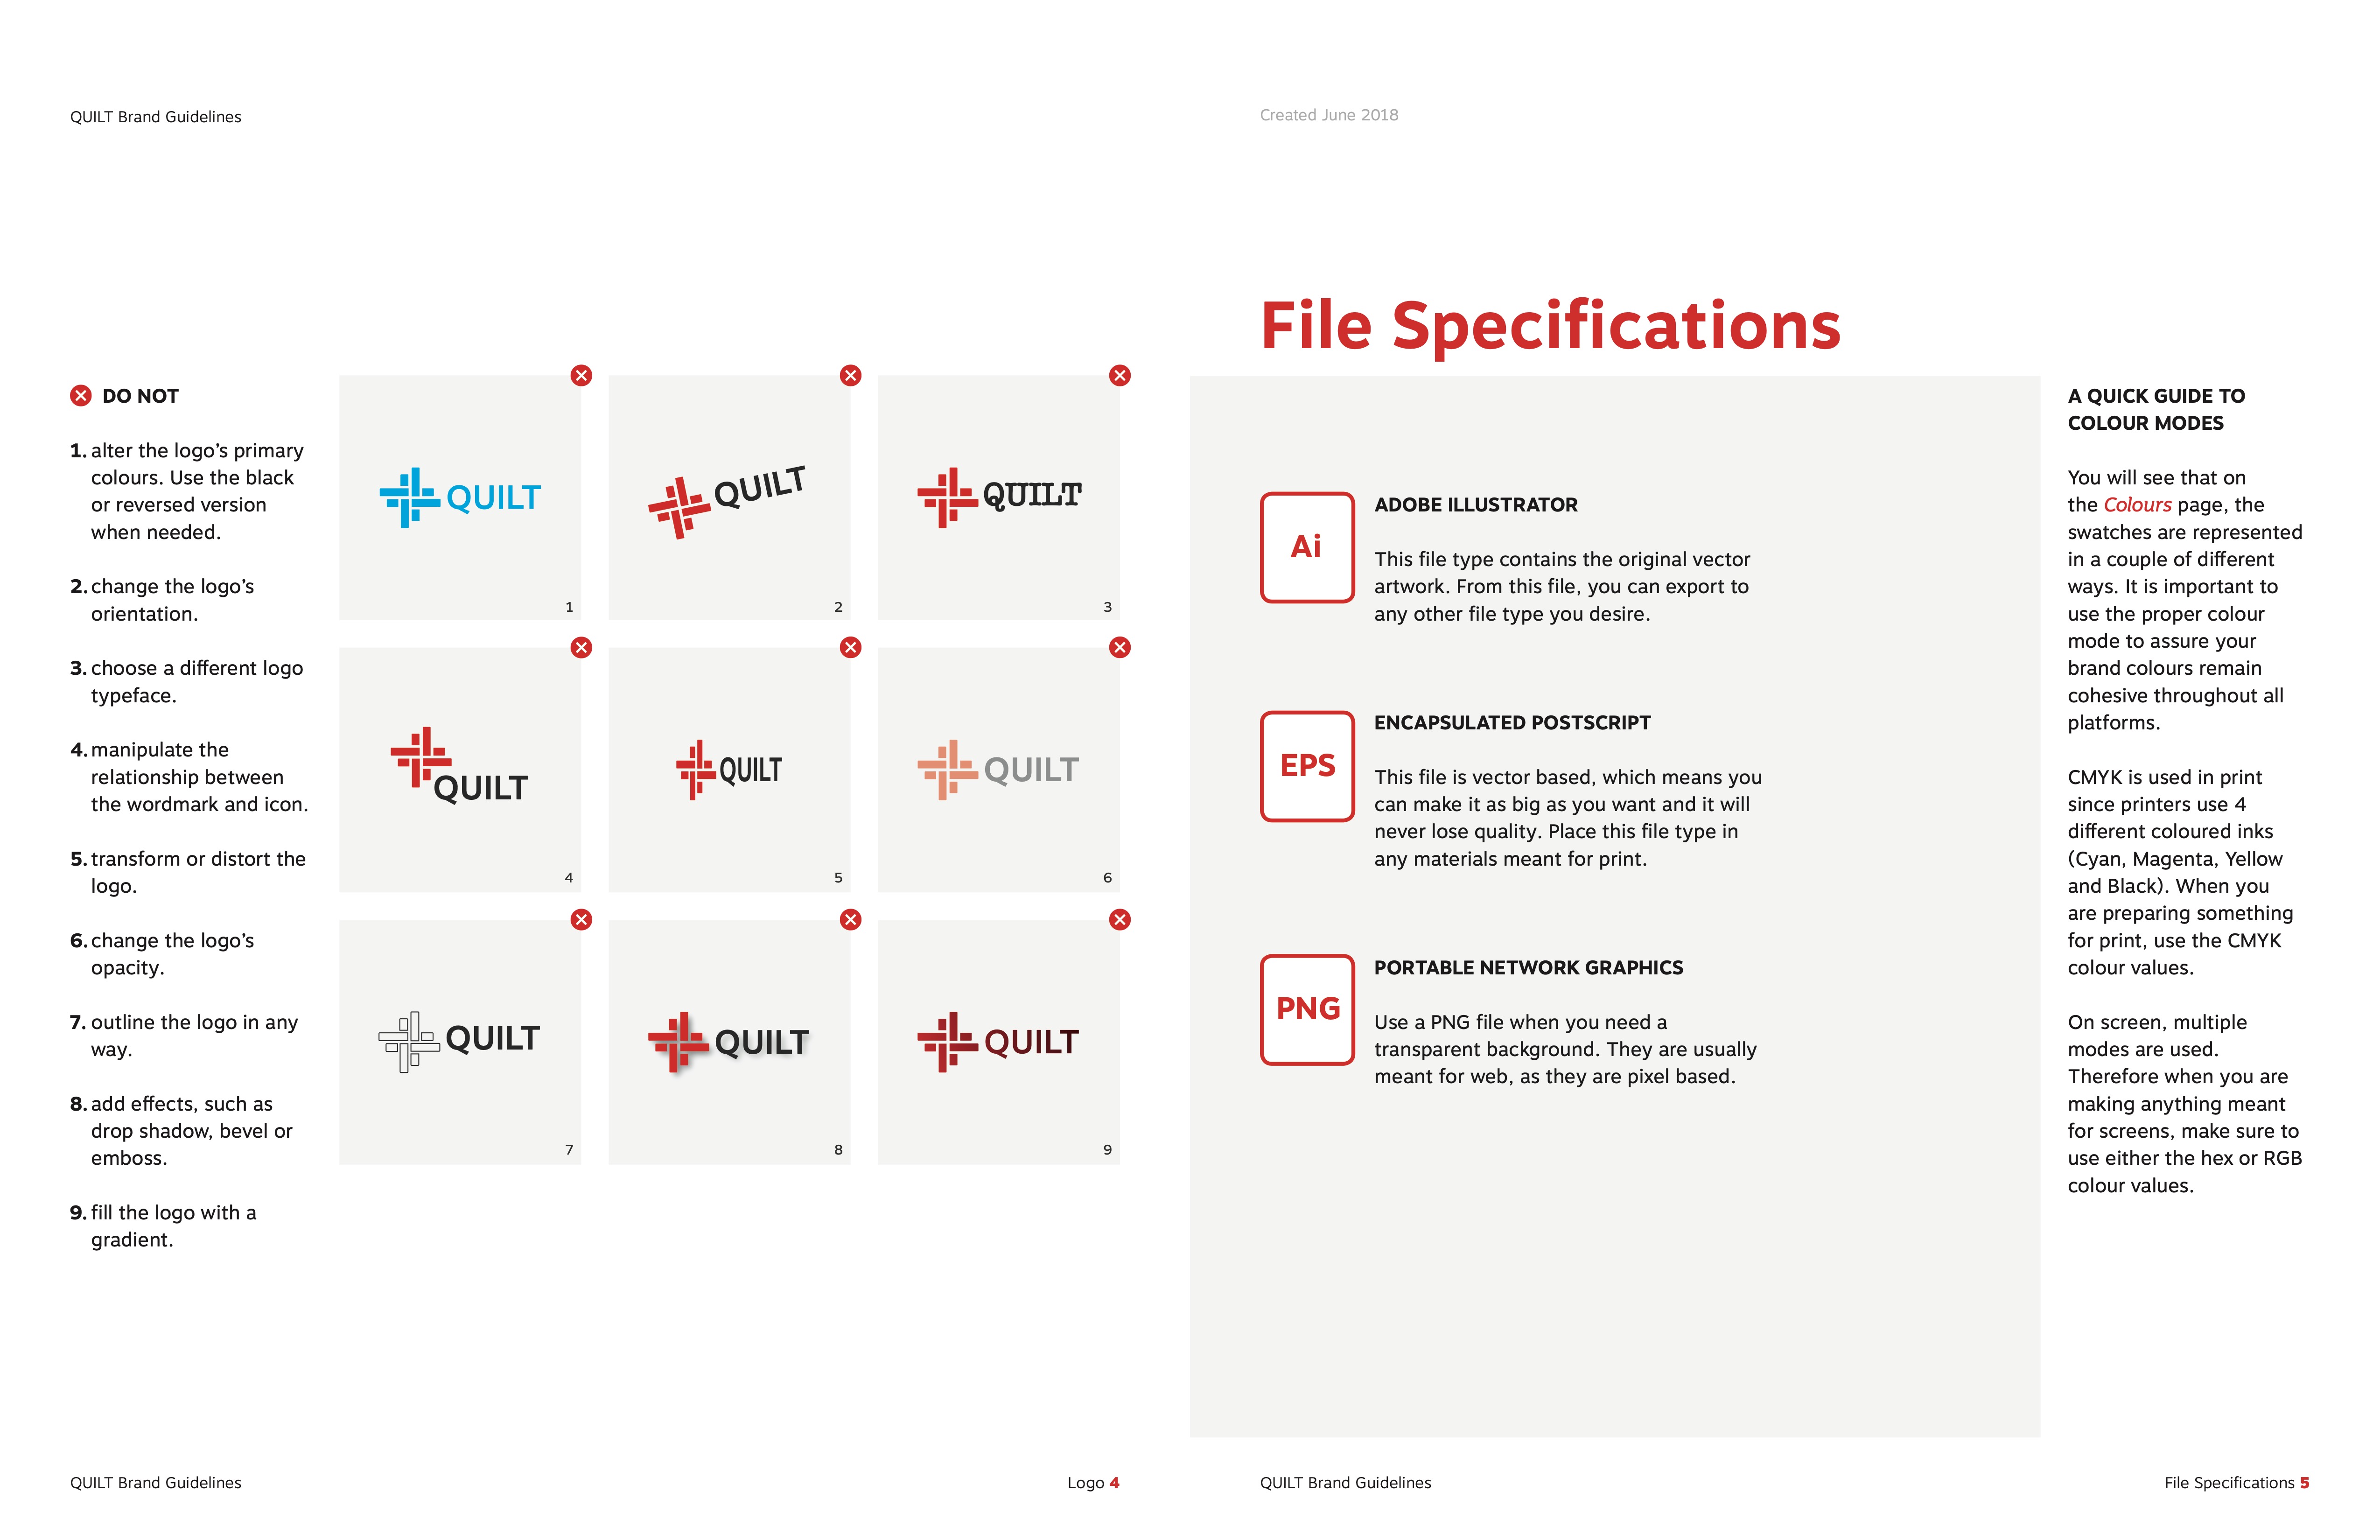 QUILT Brand Guidelines
DO NOT
1. alter the logo’s primary
colours. Use the black
or reversed version
when needed.
2. change the logo’s
orientation.
3. choose a different logo
typeface.
4. manipulate the
relationship between
the wordmark and icon.
5. transform or distort the
logo.
6. change the logo’s
opacity.
7. outline the logo in any
way.
8. add effects, such as
drop shadow, bevel or
emboss.
9. fill the logo with a
gradient.
QUILT
1
QUILT
2
QUILT
3
QUILT
4
QUILT
5
QUILT
6
QUILT
7
QUILT
8
QUILT
9
QUILT Brand Guidelines
Logo 4
Created June 2018
File Specifications
Ai
ADOBE ILLUSTRATOR
This file type contains the original vector
artwork. From this file, you can export to
any other file type you desire.
EPS
ENCAPSULATED POSTSCRIPT
This file is vector based, which means you
can make it as big as you want and it will
never lose quality. Place this file type in
any materials meant for print.
PNG
PORTABLE NETWORK GRAPHICS
Use a PNG file when you need a
transparent background. They are usually
meant for web, as they are pixel based.
A QUICK GUIDE TO
COLOUR MODES
You will see that on
the Colours page, the
swatches are represented
in a couple of different
ways. It is important to
use the proper colour
mode to assure your
brand colours remain
cohesive throughout all
platforms.
CMYK is used in print
since printers use 4
different coloured inks
(Cyan, Magenta, Yellow
and Black). When you
are preparing something
for print, use the CMYK
colour values.
On screen, multiple
modes are used.
Therefore when you are
making anything meant
for screens, make sure to
use either the hex or RGB
colour values.
QUILT Brand Guidelines
File Specifications 5